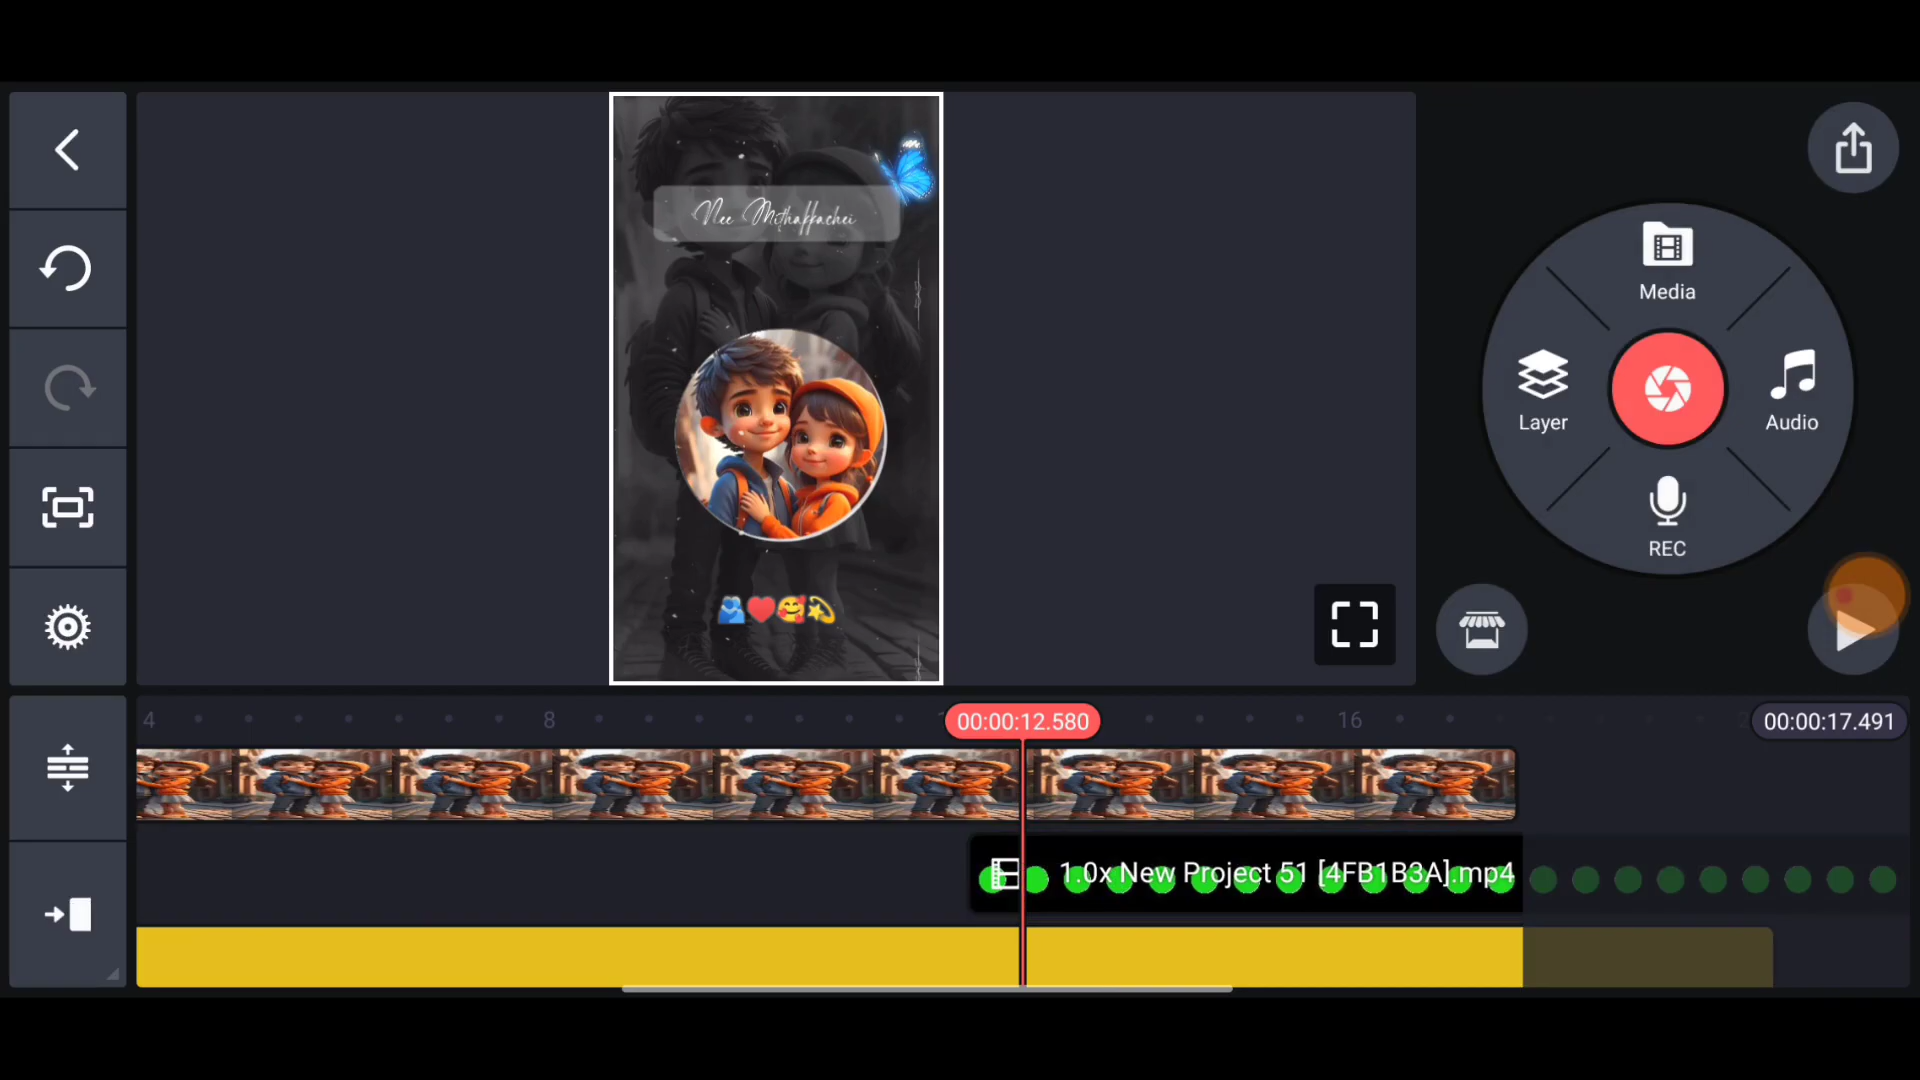 Nee Mithaffachei
Media
Layer
Audio
REC
4
8
00:00:12.580
16
00:00:17.491
1.0x New Project 51 [4FB1B3A].mp4